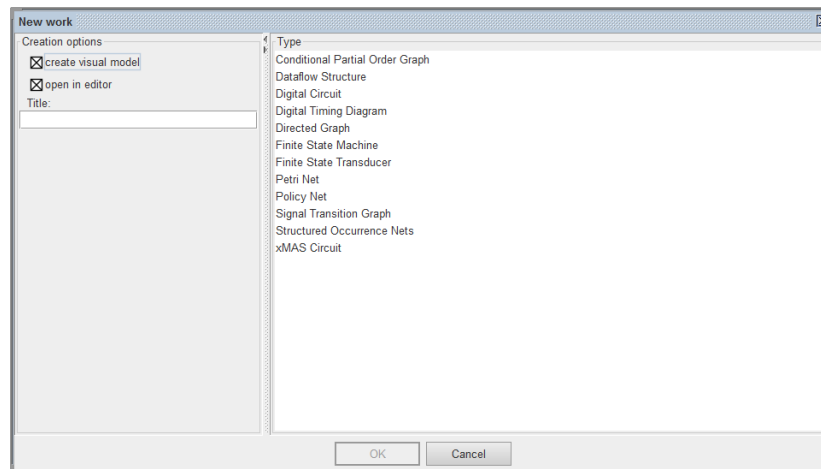 New work
Creation options
create visual model
open in editor
Title:
Type
Conditional Partial Order Graph
Dataflow Structure
Digital Circuit
Digital Timing Diagram
Directed Graph
Finite State Machine
Finite State Transducer
Petri Net
Policy Net
Signal Transition Graph
Structured Occurrence Nets
xMAS Circuit
OK Cancel